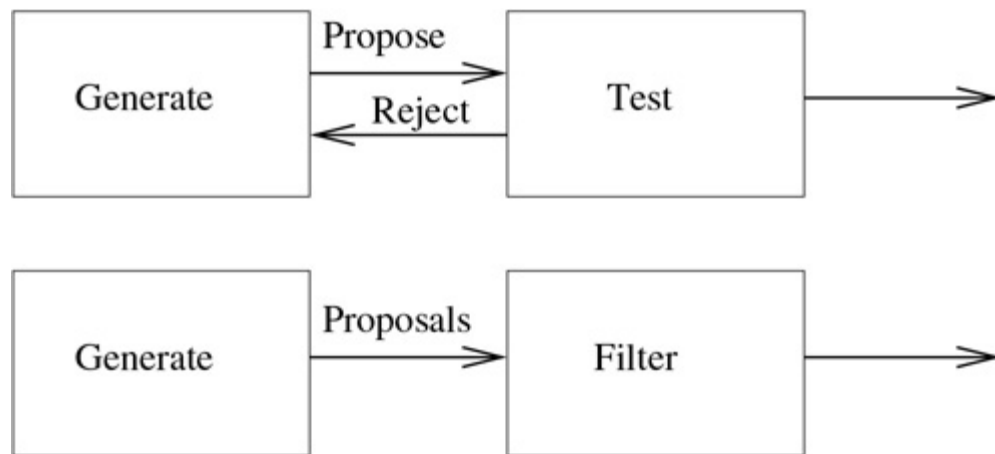 Propose
Generate
Test
Reject
Proposals
Generate
Filter